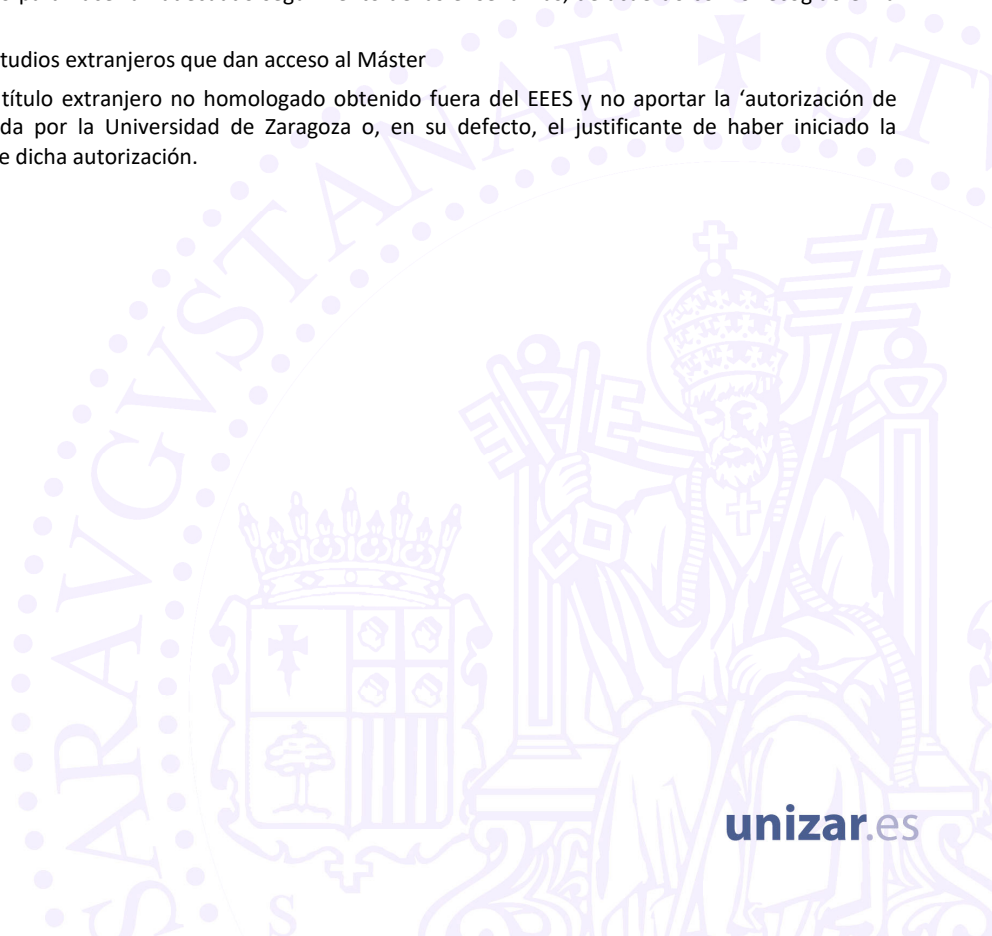 tudios extranjeros que dan acceso al Máster
título extranjero no homologado obtenido fuera del EEES y no aportar la ‘autorización de
da por la Universidad de Zaragoza o, en su defecto, el justificante de haber iniciado la
e dicha autorización.
SARAVGVSTANAE ST
unizar.es
S